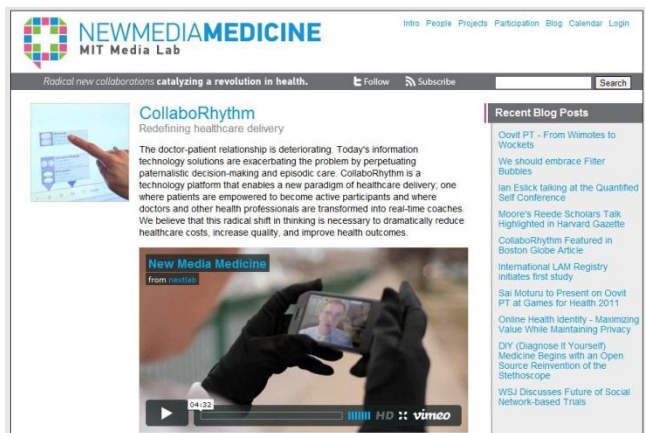 NEWMEDIAMEDICINE
MIT Media Lab
Intro People Projects Participation Blog Calendar Login
Radical new collaborations catalyzing a revolution in health.
Follow
Subscribe
Search
CollaboRhythm
Redefining healthcare delivery
The doctor-patient relationship is deteriorating. Today's information
technology solutions are exacerbating the problem by perpetuating
paternalistic decision-making and episodic care. CollaboRhythm is a
technology platform that enables a new paradigm of healthcare delivery; one
where patients are empowered to become active participants and where
doctors and other health professionals are transformed into real-time coaches.
We believe that this radical shift in thinking is necessary to dramatically reduce
healthcare costs, increase quality, and improve health outcomes.
New Media Medicine
from nextlab
04:32
HD vimeo
Recent Blog Posts
Oovit PT - From Wiimotes to
Wockets
We should embrace Filter
Bubbles
Ian Eslick talking at the Quantified
Self Conference
Moore's Reede Scholars Talk
Highlighted in Harvard Gazette
CollaboRhythm Featured in
Boston Globe Article
International LAM Registry
initiates first study
Sai Moturu to Present on Oovit
PT at Games for Health 2011
Online Health Identity - Maximizing
Value While Maintaining Privacy
DIY (Diagnose It Yourself)
Medicine Begins with an Open
Source Reinvention of the
Stethoscope
WSJ Discusses Future of Social
Network-based Trials